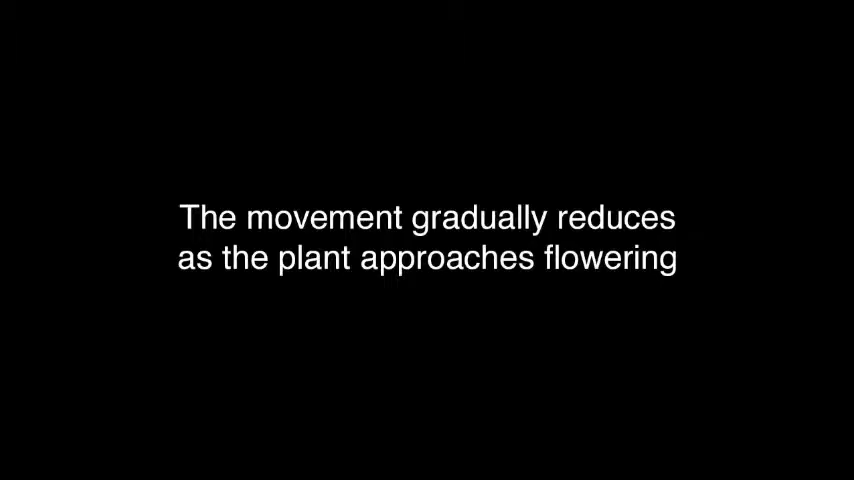 The movement gradually reduces
as the plant approaches flowering